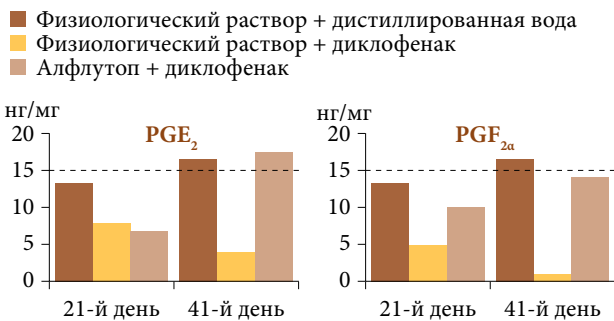 Физиологический раствор + дистиллированная вода
Физиологический раствор + диклофенак
Алфлутоп + диклофенак
нг/мг
PGE2
20
15
10
5
0
21-й день 41-й день
нг/мг
PGF2α
20
15
10
5
0
21-й день 41-й день